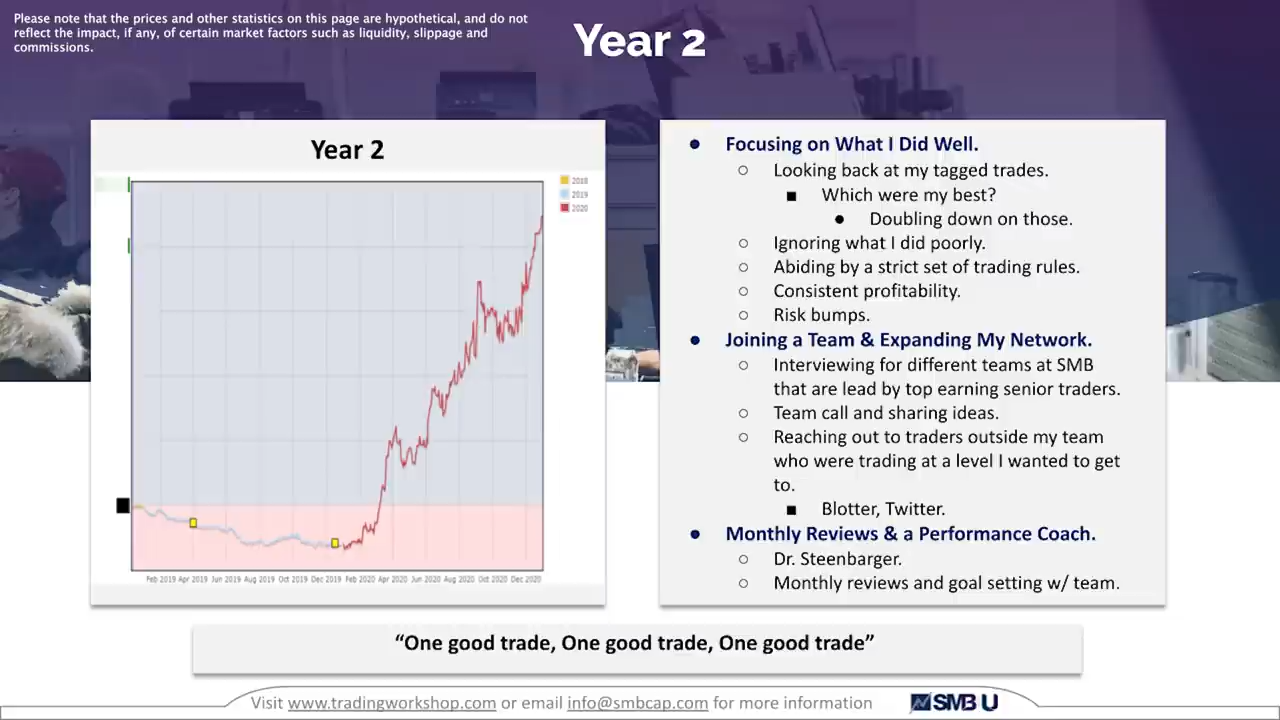 Please note that the prices and other statistics on this page are hypothetical, and do not
reflect the impact, if any, of certain market factors such as liquidity, slippage and
commissions.
Year 2
Year 2
2018
2019
2020
Feb 2019 Apr 2019 Jun 2019 Aug 2019 Oct 2019 Dec 2019 Feb 2020 Apr 2020 Jun 2020 Aug 2020 Oct 2020 Dec 2020
● Focusing on What I Did Well.
○ Looking back at my tagged trades.
■ Which were my best?
● Doubling down on those.
○ Ignoring what I did poorly.
○ Abiding by a strict set of trading rules.
○ Consistent profitability.
○ Risk bumps.
● Joining a Team & Expanding My Network.
○ Interviewing for different teams at SMB
that are lead by top earning senior traders.
○ Team call and sharing ideas.
○ Reaching out to traders outside my team
who were trading at a level I wanted to get
to.
■ Blotter, Twitter.
● Monthly Reviews & a Performance Coach.
○ Dr. Steenbarger.
○ Monthly reviews and goal setting w/ team.
“One good trade, One good trade, One good trade”
Visit www.tradingworkshop.com or email info@smbcap.com for more information
SMB U